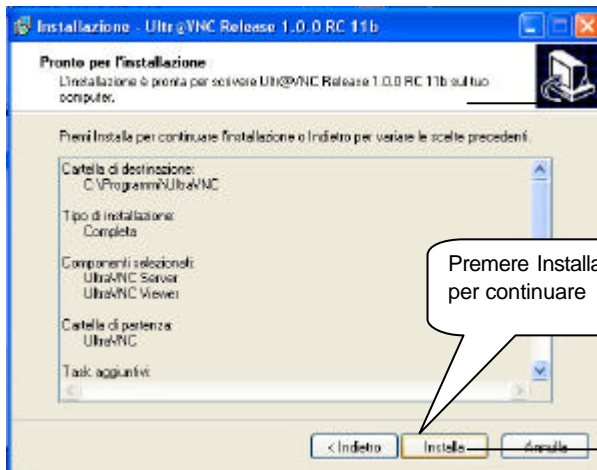 Installazione - Ultr@VNC Release 1.0.0 RC 11b
Pronto per l'installazione
L'installazione è pronta per scrivere Ultr@VNC Release 1.0.0 RC 11b sul tuo
computer.
Premi Installa per continuare l'installazione o Indietro per variare le scelte precedenti.
Cartella di destinazione:
C:\Programmi\UltraVNC
Tipo di installazione:
Completa
Componenti selezionati:
UltraVNC Server
UltraVNC Viewer
Cartella di partenza:
UltraVNC
Task aggiuntivi:
Premere Installa
per continuare
< Indietro
Installa
Annulla